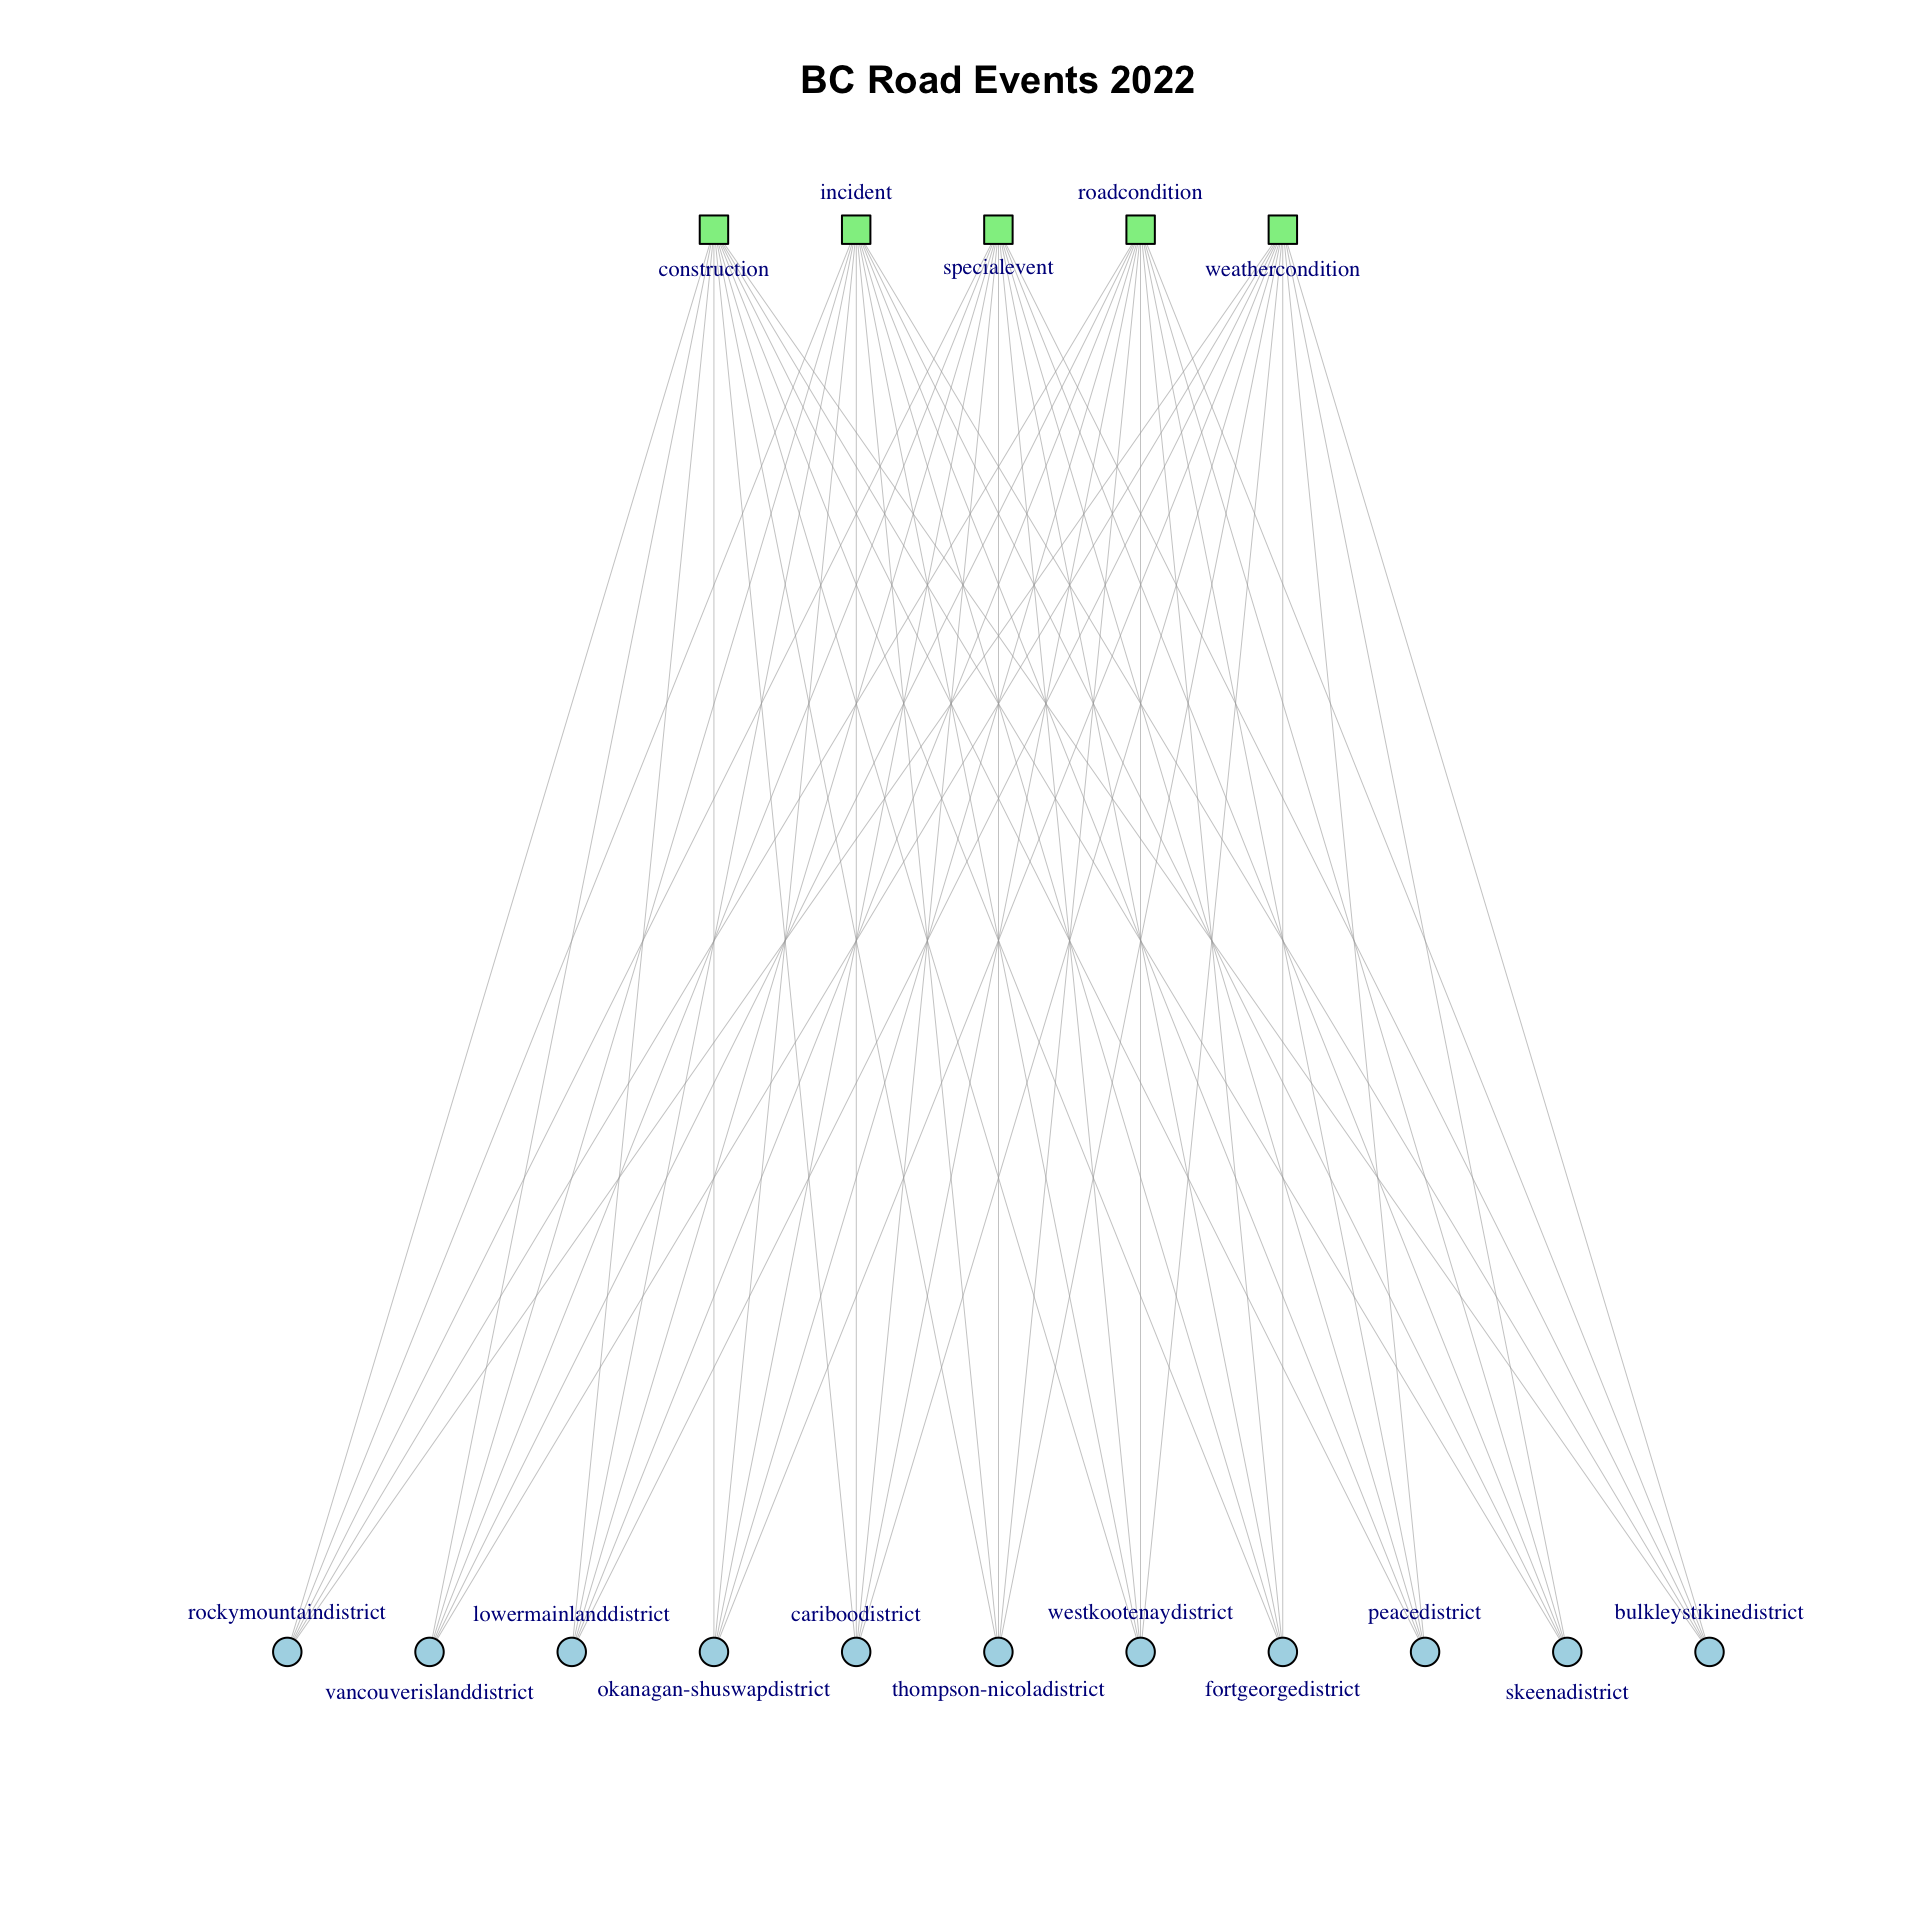 BC Road Events 2022
incident
roadcondition
construction
specialevent
weathercondition
rockymountaindistrict
lowermainlanddistrict
cariboodistrict
westkootenaydistrict
peacedistrict
bulkleystikinedistrict
vancouverislanddistrict
okanagan-shuswapdistrict
thompson-nicoladistrict
fortgeorgedistrict
skeenadistrict